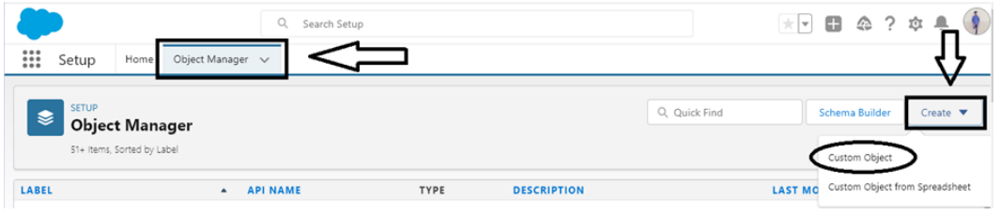 Search Setup
Setup Home Object Manager
SETUP
Object Manager
51+ Items, Sorted by Label
Quick Find
Schema Builder
Create
Custom Object
Custom Object from Spreadsheet
LABEL API NAME TYPE DESCRIPTION LAST